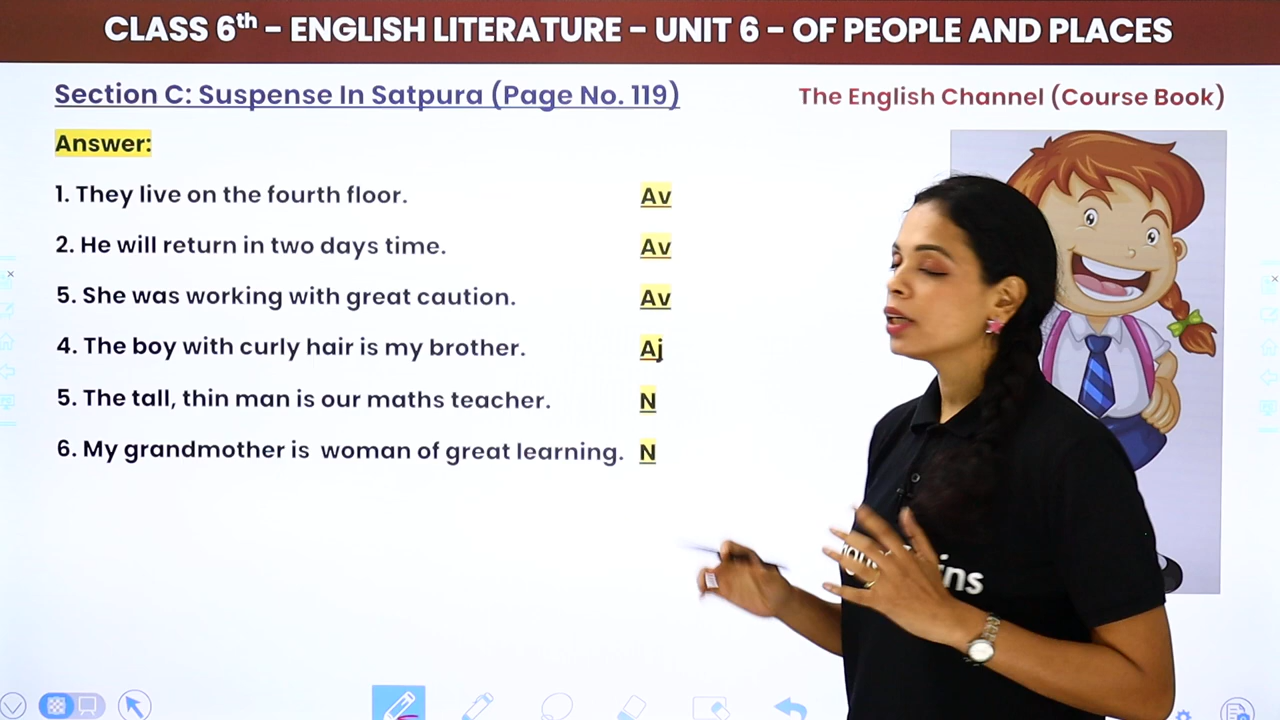 CLASS 6th – ENGLISH LITERATURE – UNIT 6 – OF PEOPLE AND PLACES
Section C: Suspense In Satpura (Page No. 119)
The English Channel (Course Book)
Answer:
1. They live on the fourth floor. Av
2. He will return in two days time. Av
5. She was working with great caution. Av
4. The boy with curly hair is my brother. Aj
5. The tall, thin man is our maths teacher. N
6. My grandmother is woman of great learning. N